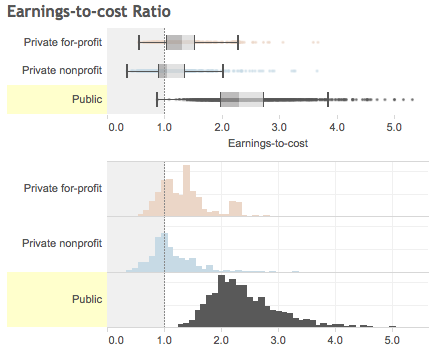 Earnings-to-cost Ratio
Private for-profit
Private nonprofit
Public
0.0 1.0 2.0 3.0 4.0 5.0
Earnings-to-cost
Private for-profit
Private nonprofit
Public
0.0 1.0 2.0 3.0 4.0 5.0